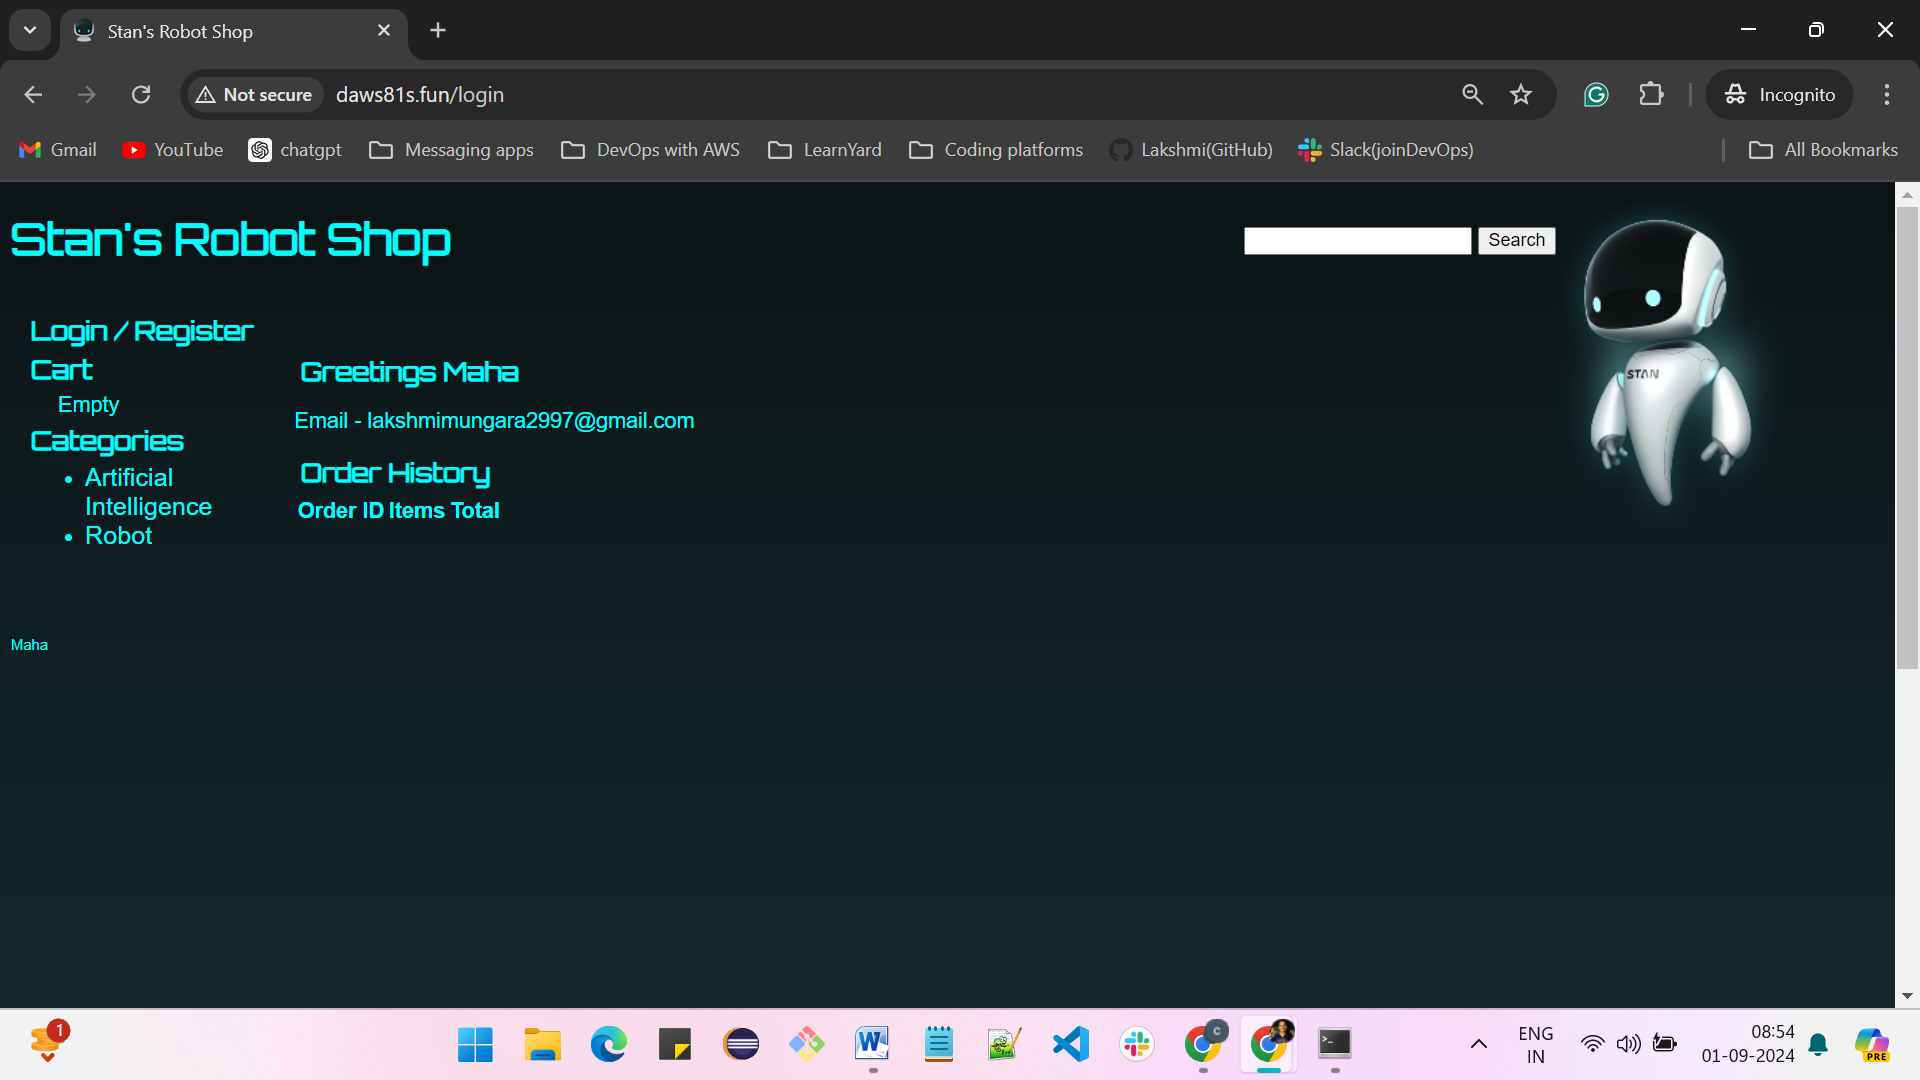 Stan's Robot Shop
Not secure daws81s.fun/login Incognito
Gmail YouTube chatgpt Messaging apps DevOps with AWS LearnYard Coding platforms Lakshmi(GitHub) Slack(joinDevOps) All Bookmarks
Stan's Robot Shop
Search
STAN
Login / Register
Cart
Empty
Categories
• Artificial
Intelligence
• Robot
Greetings Maha
Email - lakshmimungara2997@gmail.com
Order History
Order ID Items Total
Maha
1
C
ENG
IN
08:54
01-09-2024
PRE